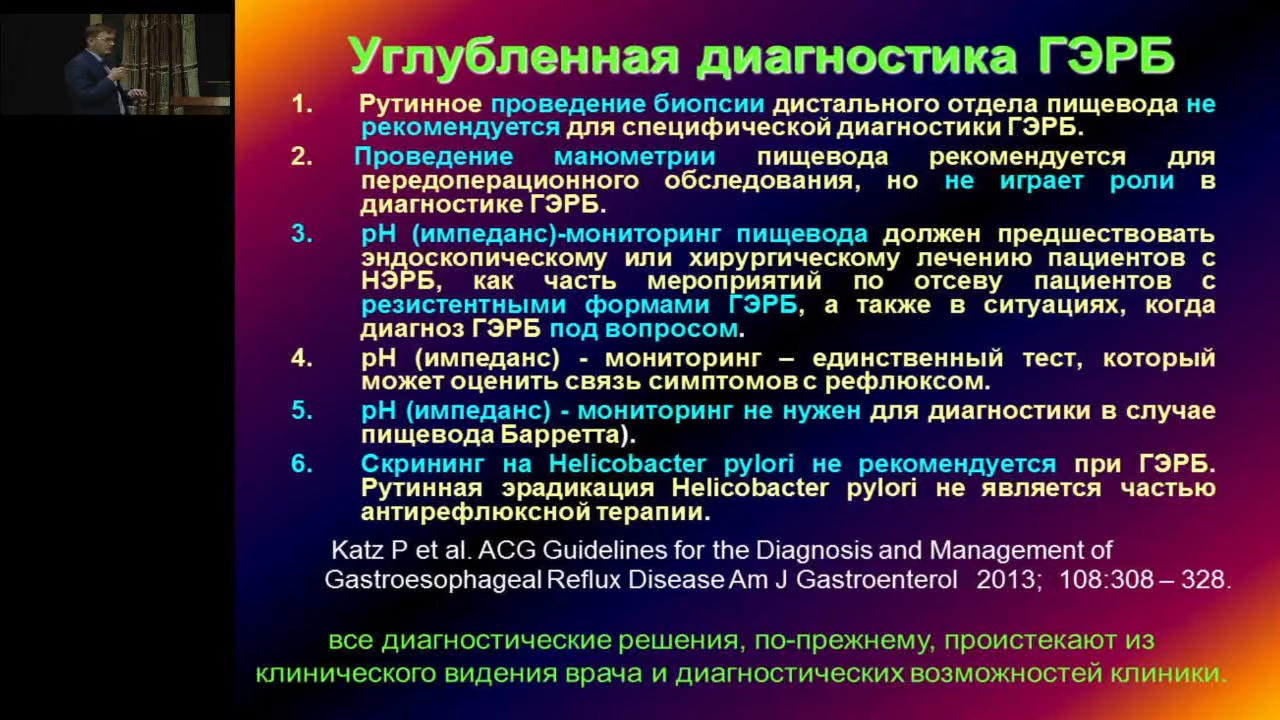 Углубленная диагностика ГЭРБ
1. Рутинное проведение биопсии дистального отдела пищевода не
рекомендуется для специфической диагностики ГЭРБ.
2. Проведение манометрии пищевода рекомендуется для
передоперационного обследования, но не играет роли в
диагностике ГЭРБ.
3. pH (импеданс)-мониторинг пищевода должен предшествовать
эндоскопическому или хирургическому лечению пациентов с
НЭРБ, как часть мероприятий по отсеву пациентов с
резистентными формами ГЭРБ, а также в ситуациях, когда
диагноз ГЭРБ под вопросом.
4. pH (импеданс) - мониторинг – единственный тест, который
может оценить связь симптомов с рефлюксом.
5. pH (импеданс) - мониторинг не нужен для диагностики в случае
пищевода Барретта).
6. Скрининг на Helicobacter pylori не рекомендуется при ГЭРБ.
Рутинная эрадикация Helicobacter pylori не является частью
антирефлюксной терапии.
Katz P et al. ACG Guidelines for the Diagnosis and Management of
Gastroesophageal Reflux Disease Am J Gastroenterol 2013; 108:308 – 328.
все диагностические решения, по-прежнему, проистекают из
клинического видения врача и диагностических возможностей клиники.